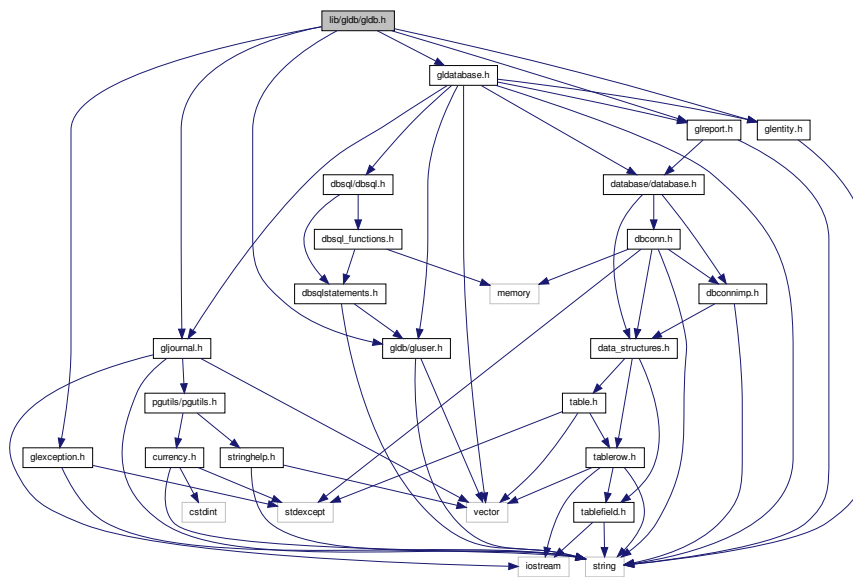 lib/gldb/gldb.h
gldatabase.h
glreport.h
glentity.h
dbsql/dbsql.h
database/database.h
dbsql_functions.h
dbconn.h
dbsqlstatements.h
memory
dbconnimp.h
gljournal.h
gldb/gluser.h
data_structures.h
pgutils/pgutils.h
table.h
glexception.h
currency.h
stringhelp.h
tablerow.h
cstdint
stdexcept
vector
tablefield.h
iostream
string